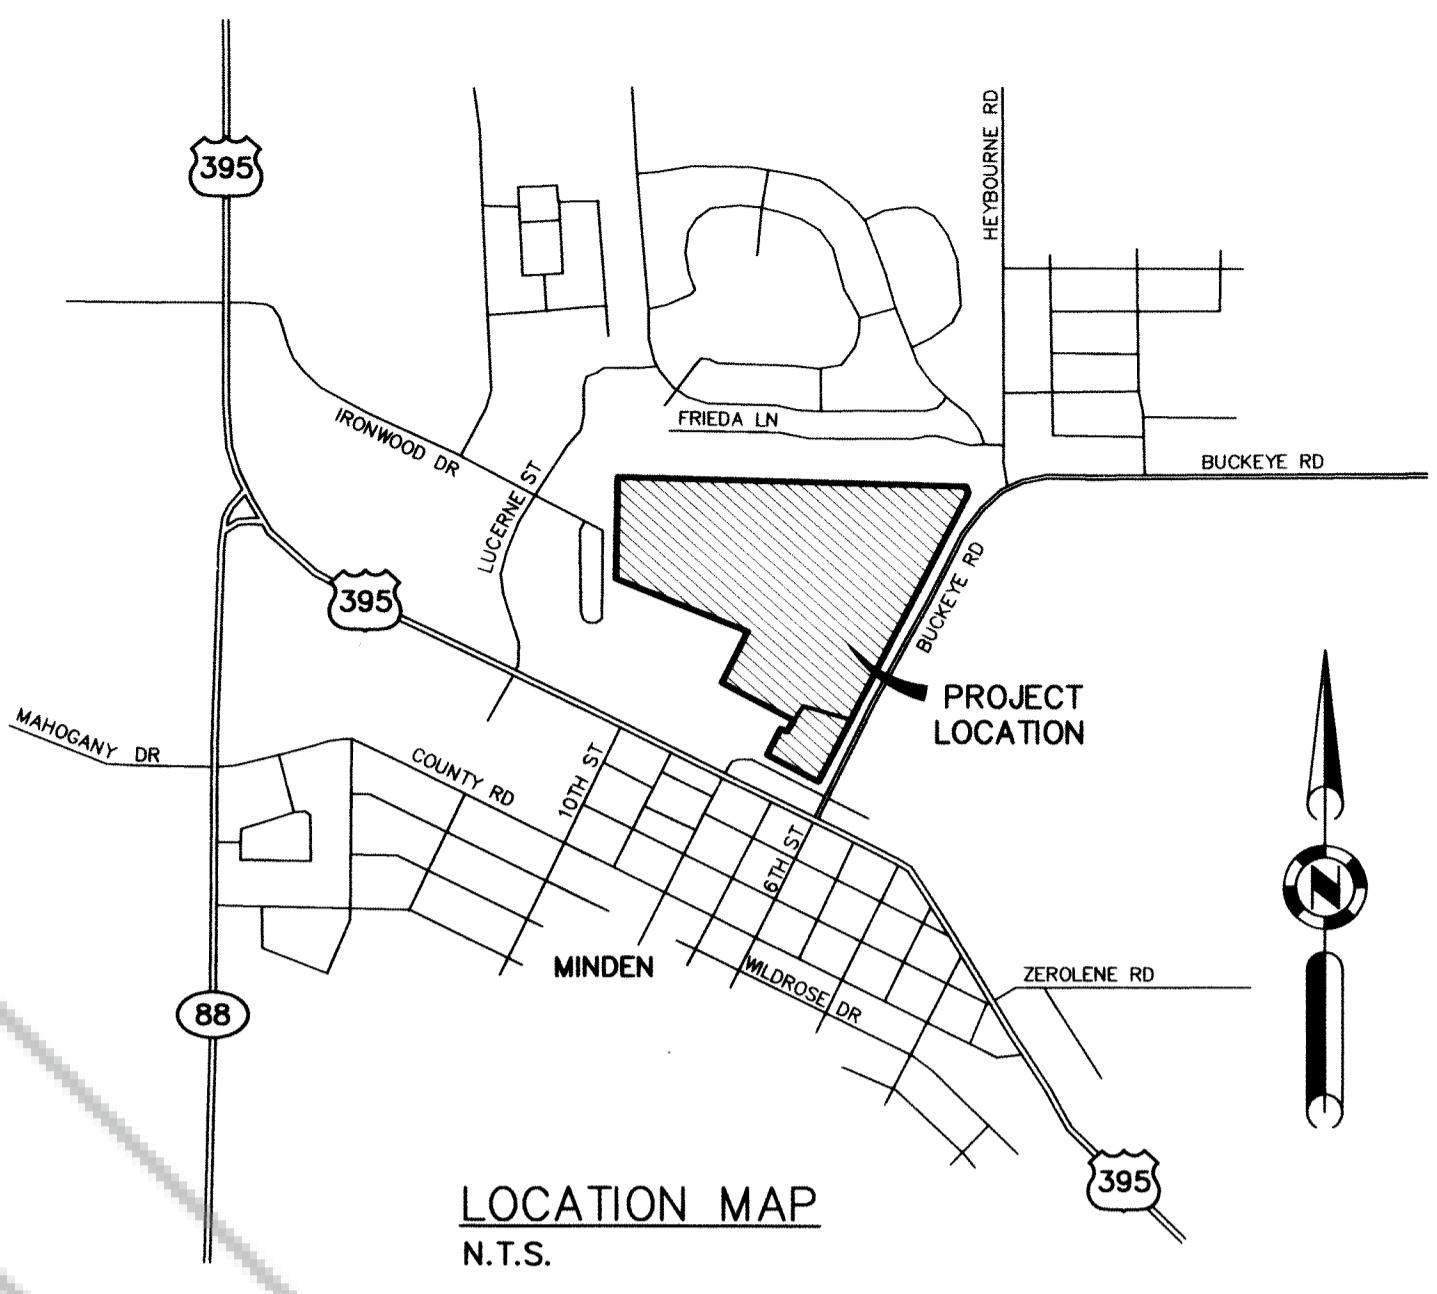 395
HEYBOURNE RD
IRONWOOD DR
FRIEDA LN
LUCERNE ST
BUCKEYE RD
395
BUCKEYE RD
PROJECT
LOCATION
MAHOGANY DR
COUNTY RD
10TH ST
6TH ST
N
MINDEN
WILDROSE DR
ZEROLENE RD
88
395
LOCATION MAP
N.T.S.